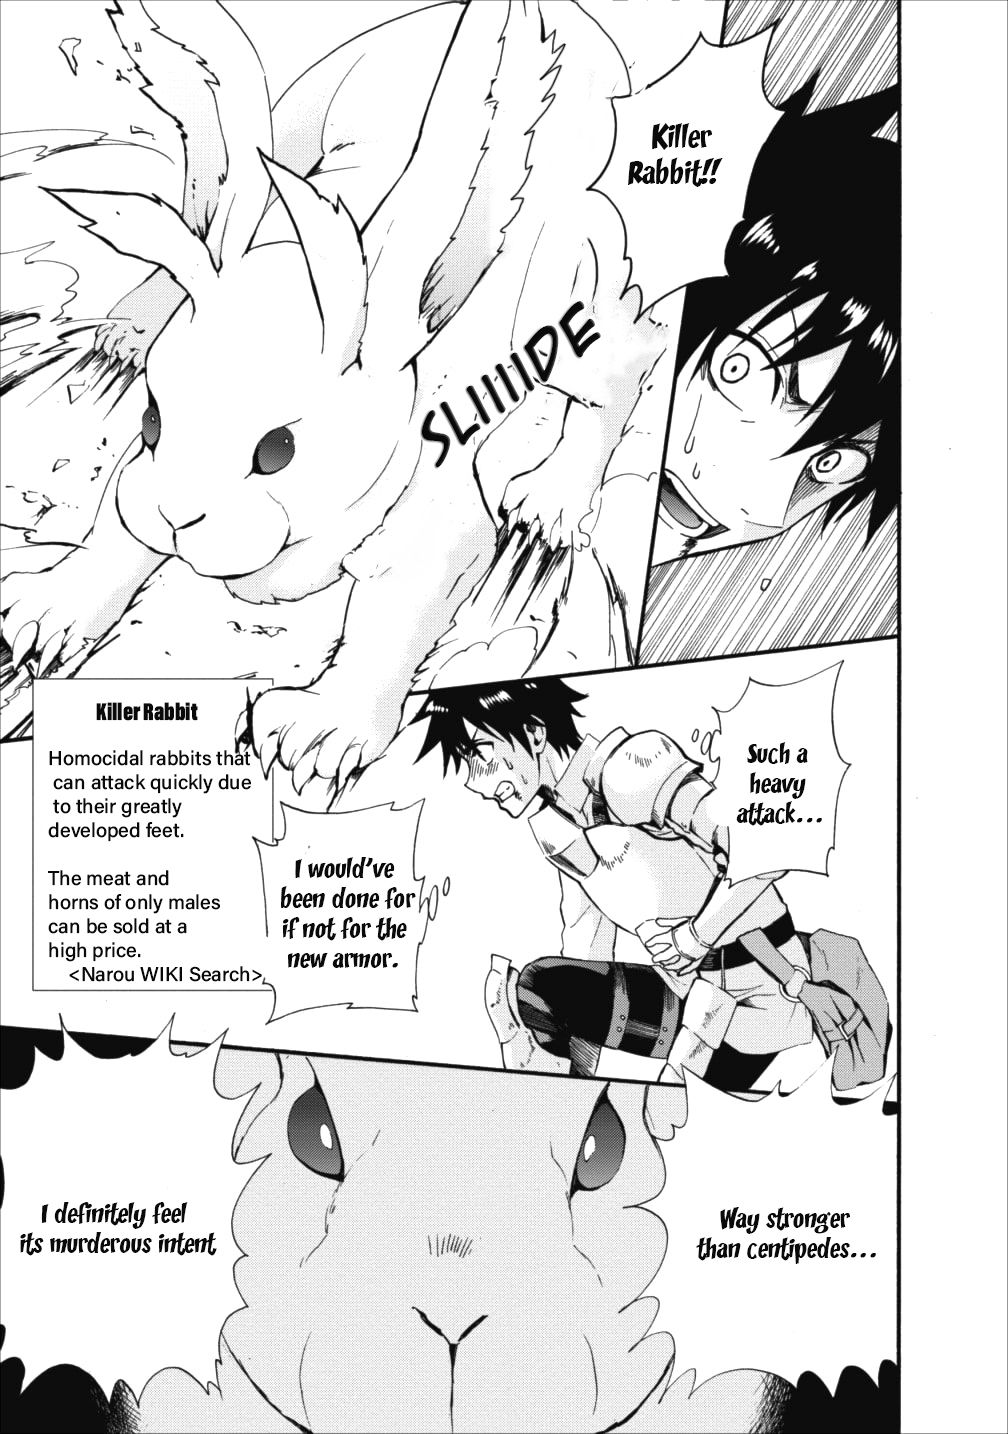 Killer
Rabbit!!
SLIIIIDE
Such a
heavy
attack...
I would've
been done for
if not for the
new armor.
Killer Rabbit
Homocidal rabbits that
can attack quickly due
to their greatly
developed feet.
The meat and
horns of only males
can be sold at a
high price.
<Narou WIKI Search>
Way stronger
than centipedes...
I definitely feel
its murderous intent